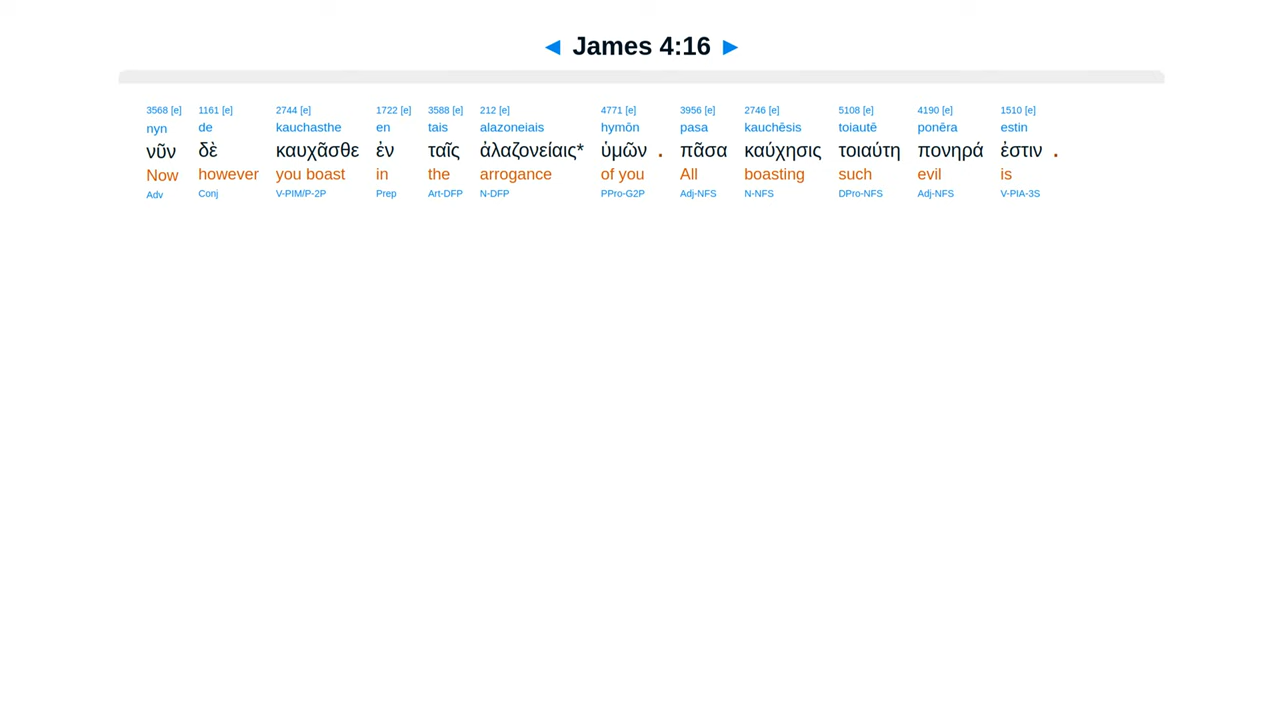 ◄ James 4:16 ►
3568 [e] 1161 [e] 2744 [e] 1722 [e] 3588 [e] 212 [e] 4771 [e] 3956 [e] 2746 [e] 5108 [e] 4190 [e] 1510 [e]
nyn de kauchasthe en tais alazoneiais hymōn pasa kauchēsis toiautē ponēra estin
νῦν δὲ καυχᾶσθε ἐν ταῖς ἀλαζονείαις* ὑμῶν . πᾶσα καύχησις τοιαύτη πονηρά ἐστιν .
Now however you boast in the arrogance of you All boasting such evil is
Adv Conj V-PIM/P-2P Prep Art-DFP N-DFP PPro-G2P Adj-NFS N-NFS DPro-NFS Adj-NFS V-PIA-3S